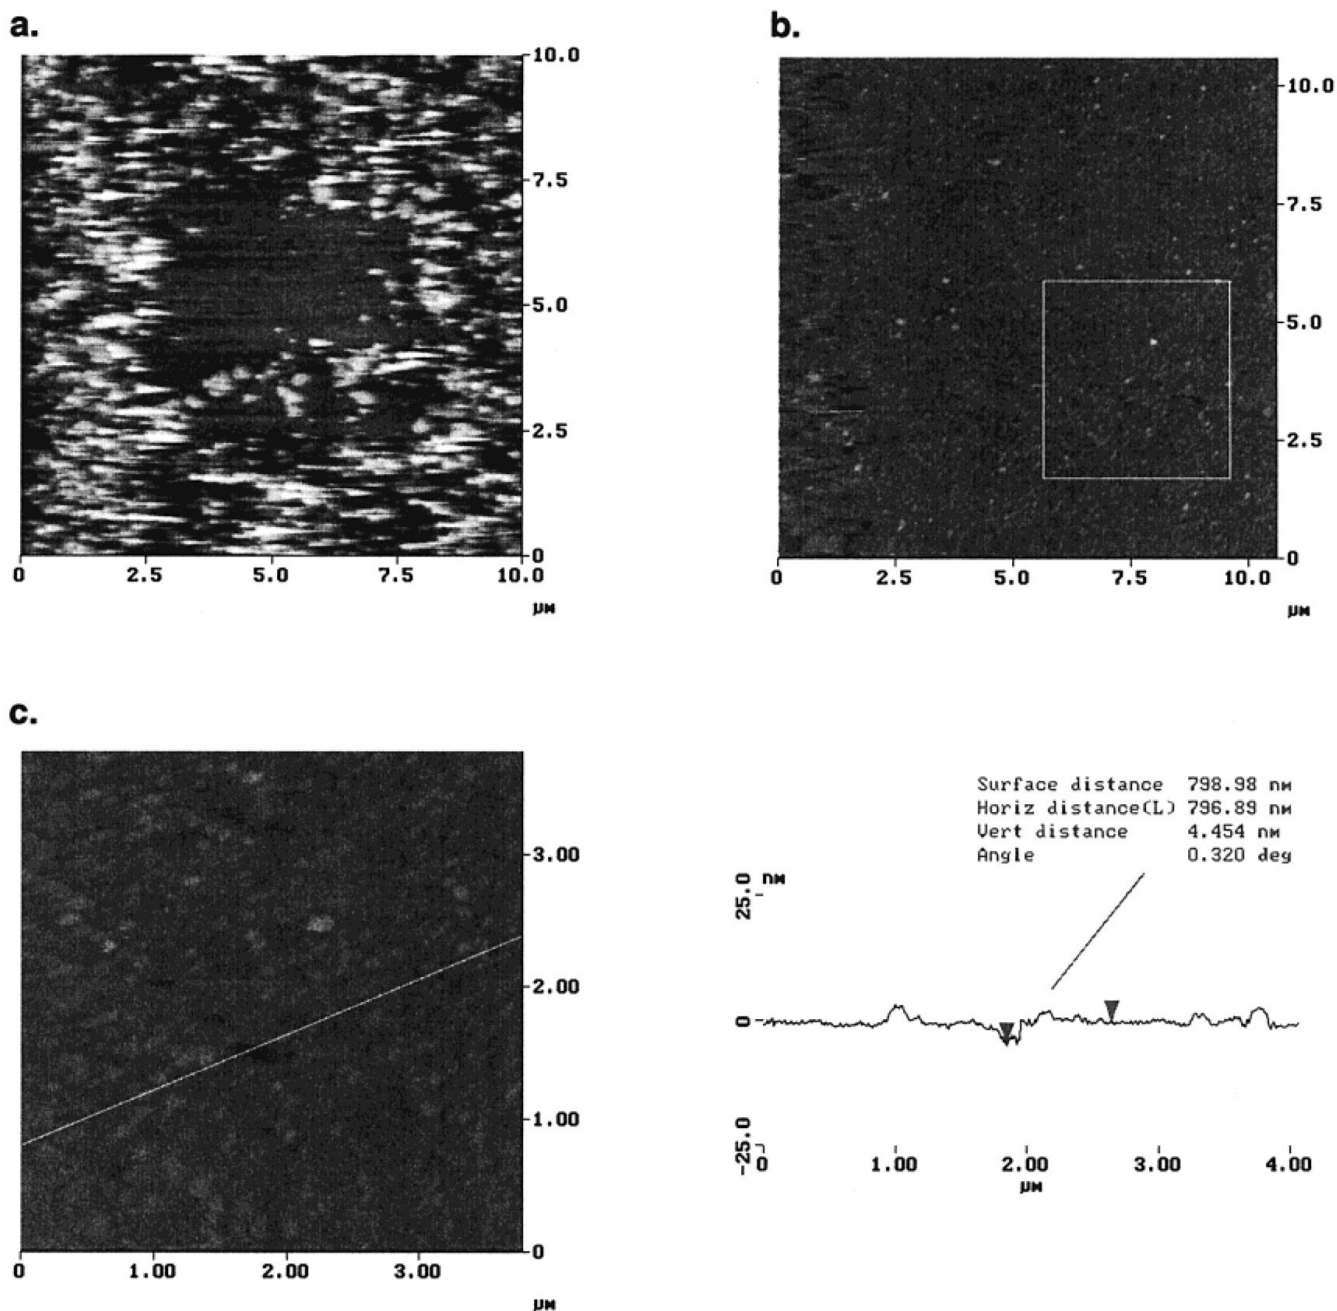 a.
10.0
7.5
5.0
2.5
0
0 2.5 5.0 7.5 10.0
μM
b.
10.0
7.5
5.0
2.5
0
0 2.5 5.0 7.5 10.0
μM
c.
3.00
2.00
1.00
0
0 1.00 2.00 3.00
μM
Surface distance 798.98 nm
Horiz distance(L) 796.89 nm
Vert distance 4.454 nm
Angle 0.320 deg
25.0 nm
0
-25.0
0 1.00 2.00 3.00 4.00
μM